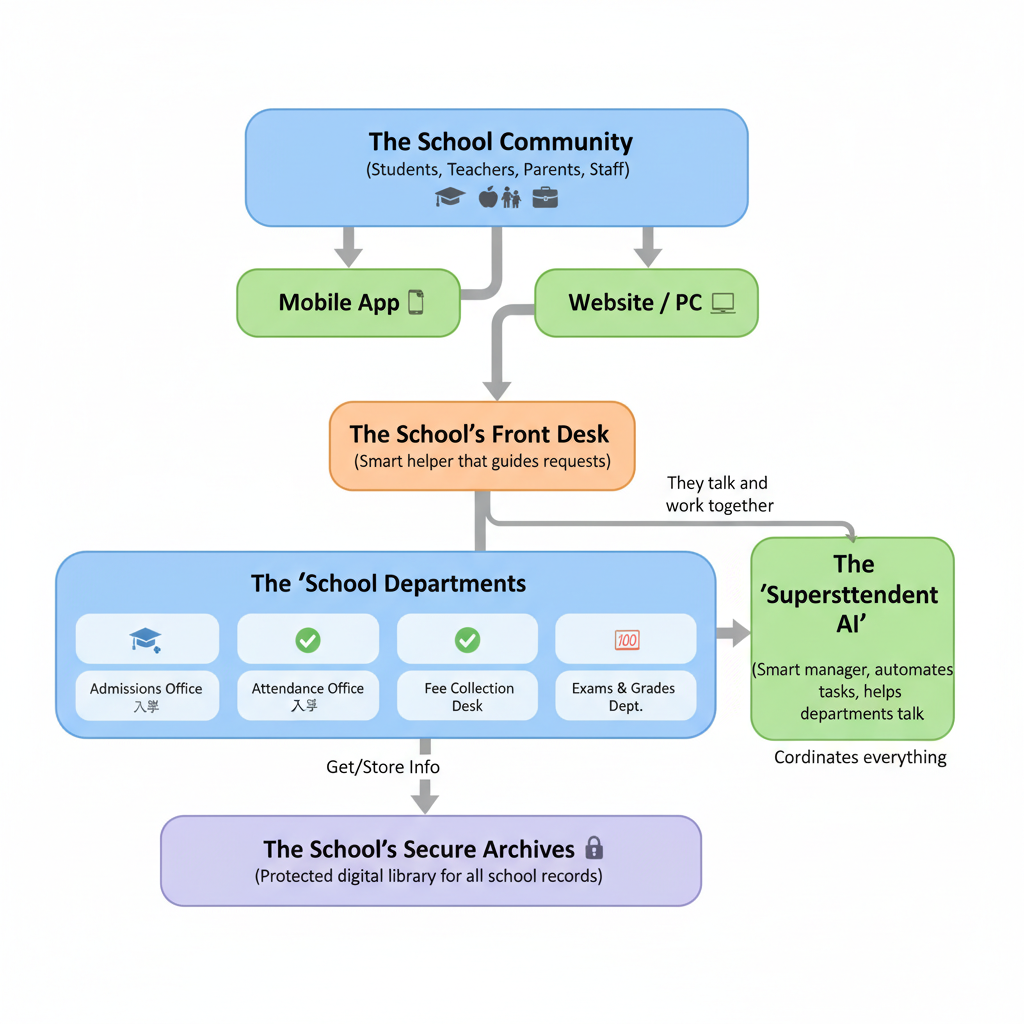 The School Community
(Students, Teachers, Parents, Staff)
Mobile App
Website / PC
The School's Front Desk
(Smart helper that guides requests)
They talk and
work together
The 'School Departments
100
Admissions Office
入
Attendance Office
入
Fee Collection
Desk
Exams & Grades
Dept.
The
'Supersttendent
AI'
(Smart manager, automates
tasks, helps
departments talk
Cordinates everything
Get/Store Info
The School's Secure Archives
(Protected digital library for all school records)